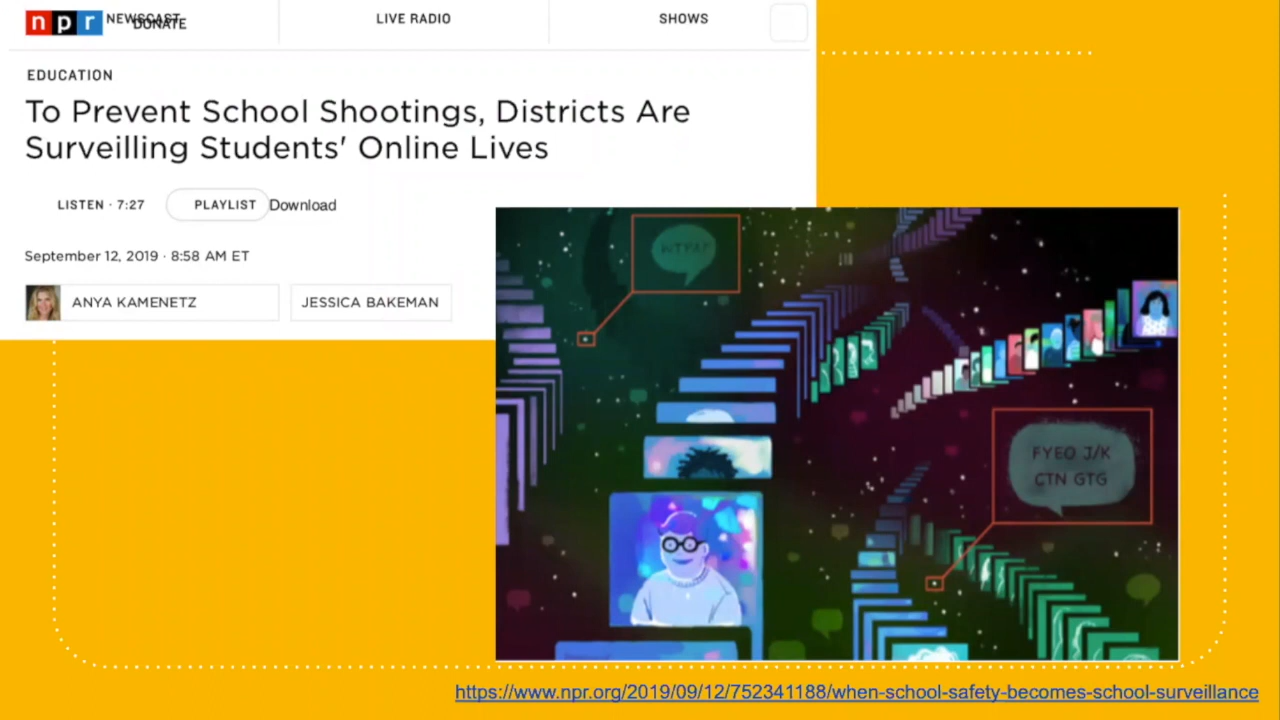 npr NEWSCAST LIVE RADIO SHOWS
DONATE
EDUCATION
To Prevent School Shootings, Districts Are
Surveilling Students' Online Lives
LISTEN · 7:27 PLAYLIST Download
September 12, 2019 · 8:58 AM ET
ANYA KAMENETZ JESSICA BAKEMAN
FYEO J/K
CTN GTG
https://www.npr.org/2019/09/12/752341188/when-school-safety-becomes-school-surveillance